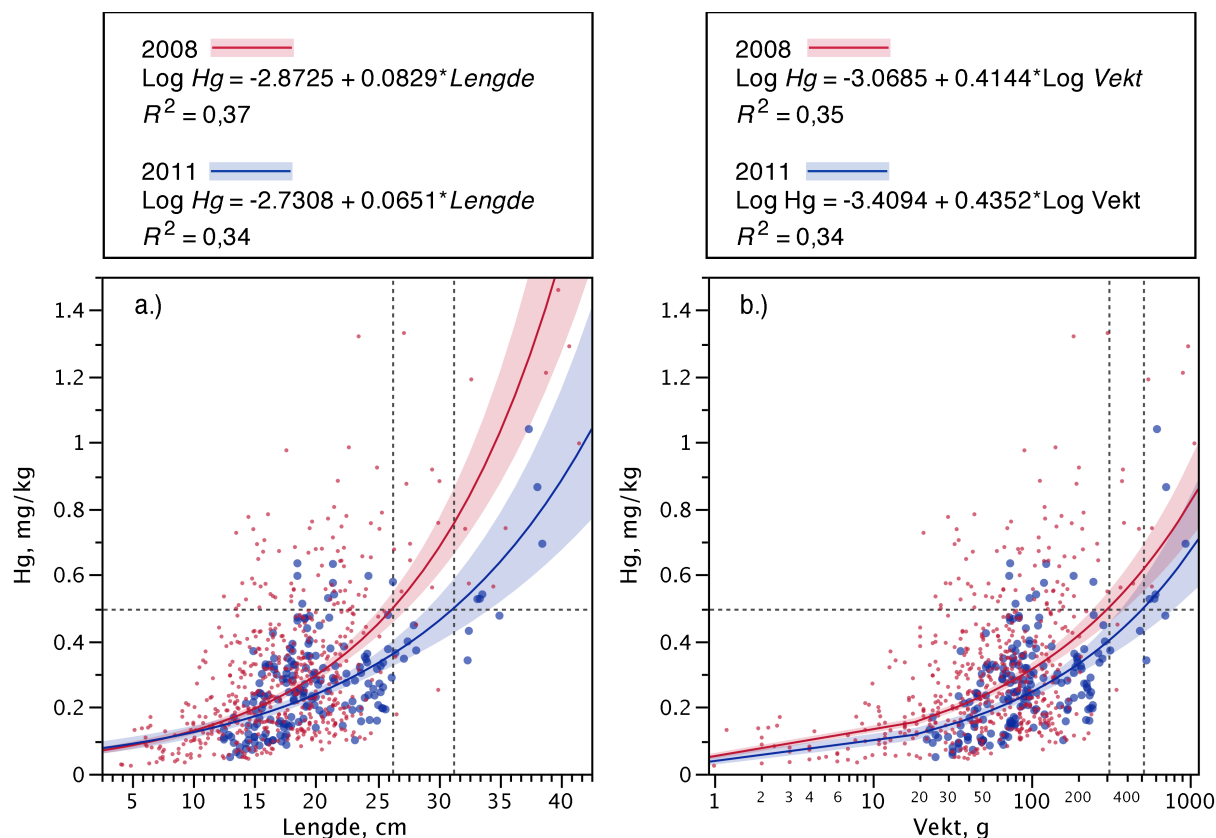 2008
Log Hg = -2.8725 + 0.0829*Lengde
R² = 0,37
2011
Log Hg = -2.7308 + 0.0651*Lengde
R² = 0,34
2008
Log Hg = -3.0685 + 0.4144*Log Vekt
R² = 0,35
2011
Log Hg = -3.4094 + 0.4352*Log Vekt
R² = 0,34
a.)
Hg, mg/kg
1.4
1.2
1
0.8
0.6
0.4
0.2
0
5 10 15 20 25 30 35 40
Lengde, cm
b.)
Hg, mg/kg
1.4
1.2
1
0.8
0.6
0.4
0.2
0
1 2 3 4 5 10 20 30 50 100 200 400 1000
Vekt, g